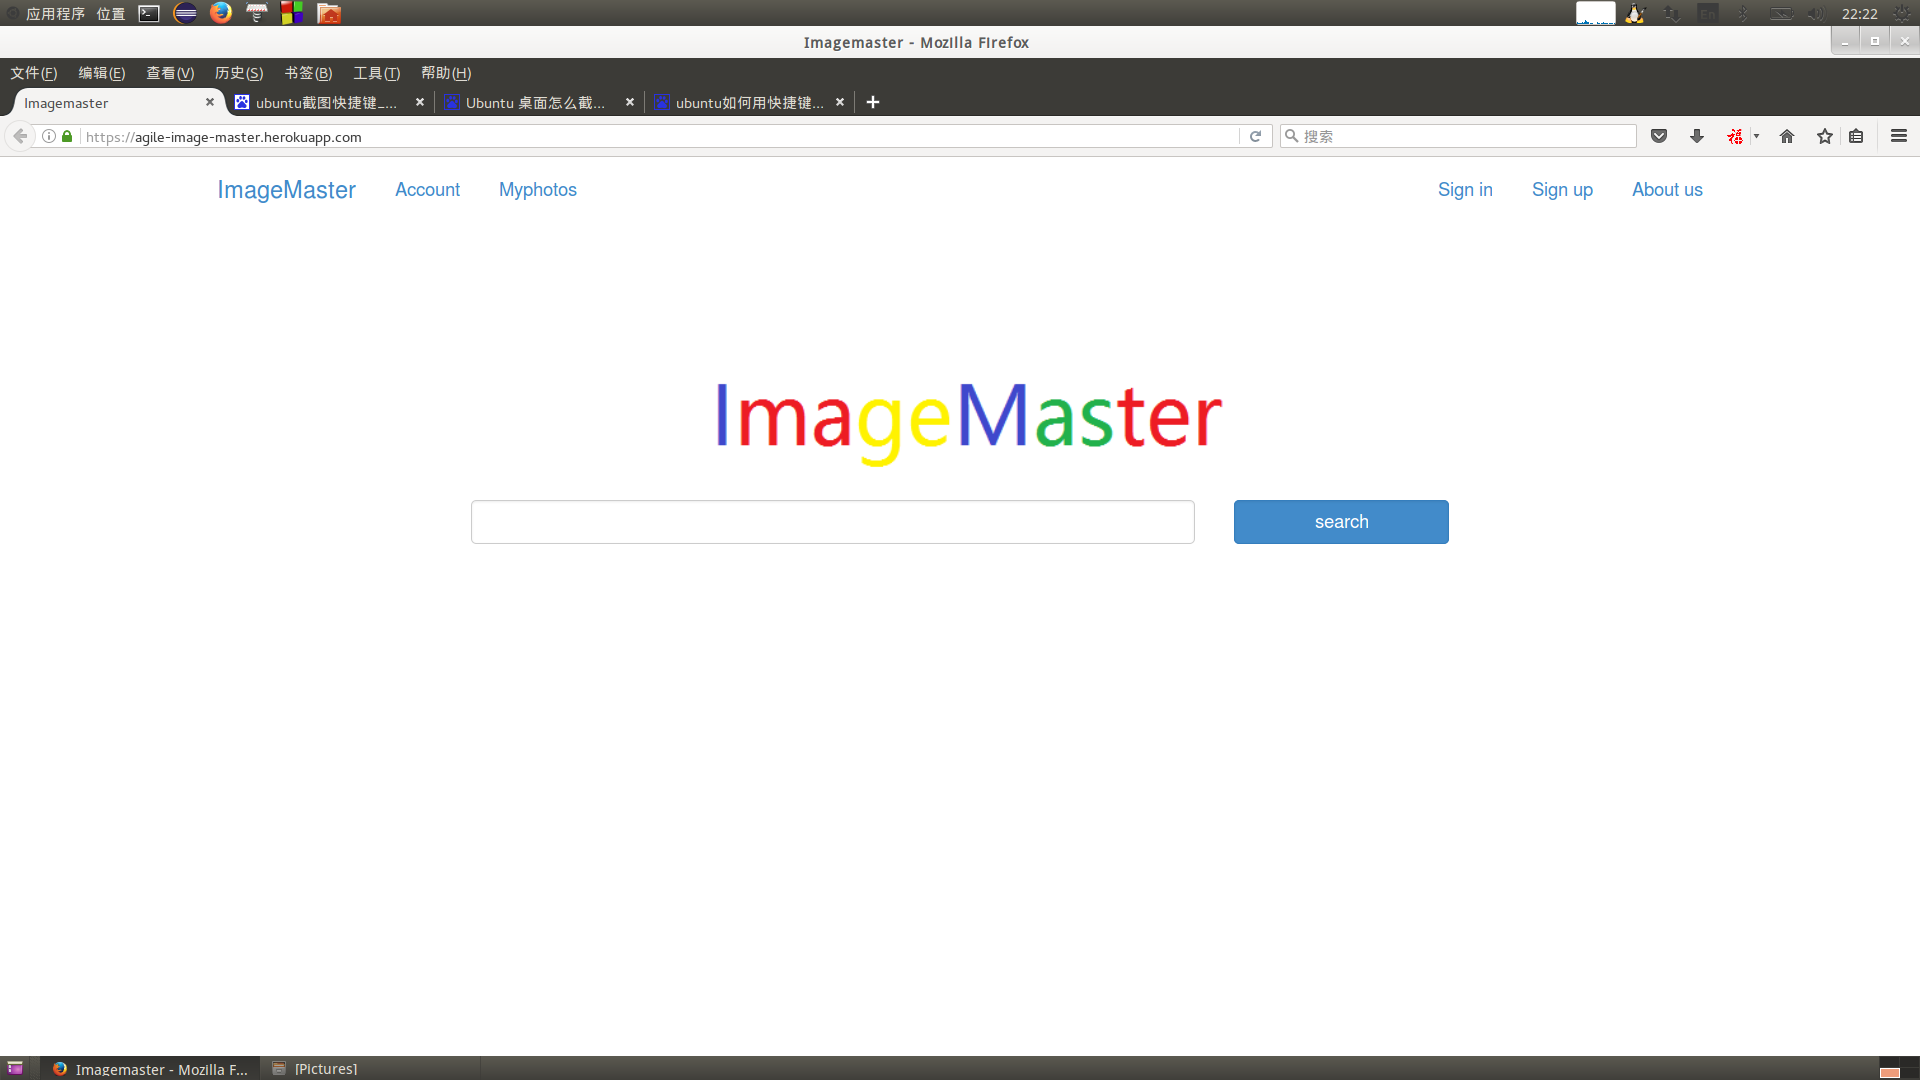 应用程序 位置 En 22:22
Imagemaster - Mozilla Firefox
文件(F) 编辑(E) 查看(V) 历史(S) 书签(B) 工具(T) 帮助(H)
Imagemaster ubuntu截图快捷键_... Ubuntu 桌面怎么截... ubuntu如何用快捷键...
https://agile-image-master.herokuapp.com 搜索
ImageMaster Account Myphotos Sign in Sign up About us
ImageMaster
search
Imagemaster - Mozilla F... [Pictures]